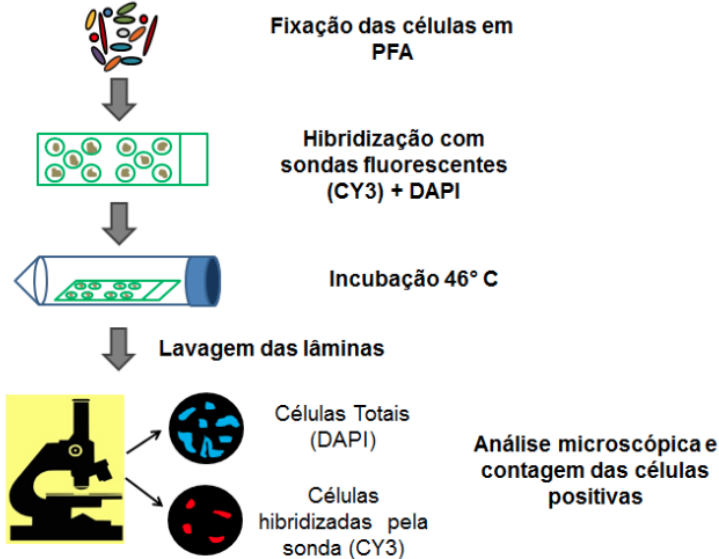 Fixação das células em
PFA
Hibridização com
sondas fluorescentes
(CY3) + DAPI
Incubação 46° C
Lavagem das lâminas
Células Totais
(DAPI)
Células
hibridizadas pela
sonda (CY3)
Análise microscópica e
contagem das células
positivas